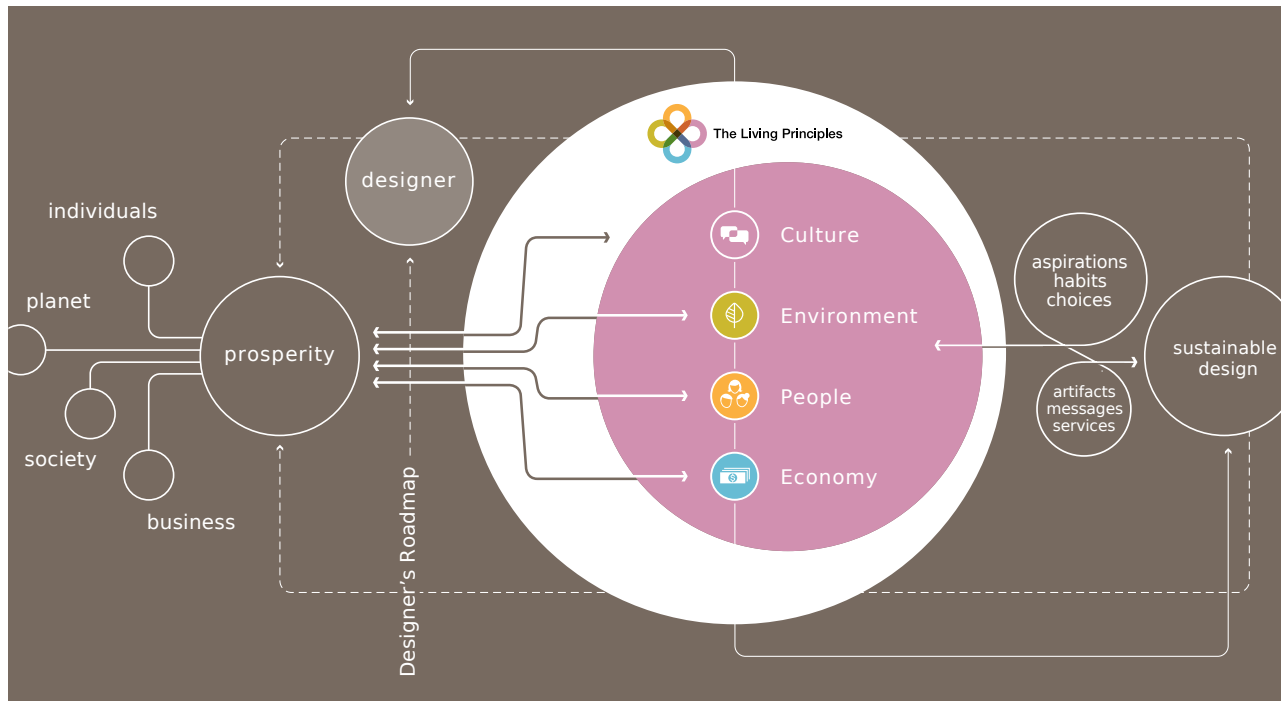 The Living Principles
designer
individuals
planet
prosperity
society
business
Designer’s Roadmap
Culture
Environment
People
Economy
aspirations
habits
choices
artifacts
messages
services
sustainable
design
$